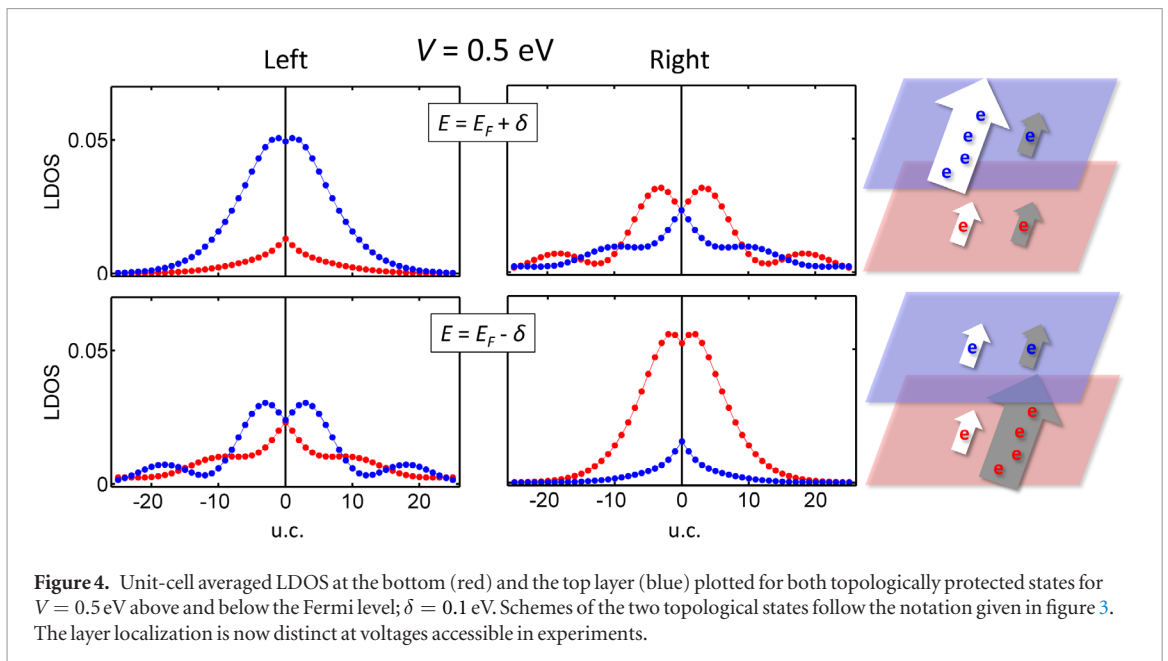 V = 0.5 eV
Left
Right
E = E_F + δ
0.05
LDOS
0
e
e
e
e
e
e
e
E = E_F - δ
0.05
LDOS
0
-20 -10 0 10 20
-20 -10 0 10 20
u.c.
u.c.
e
e
e
e
e
e
e
Figure 4. Unit-cell averaged LDOS at the bottom (red) and the top layer (blue) plotted for both topologically protected states for
V = 0.5 eV above and below the Fermi level; δ = 0.1 eV. Schemes of the two topological states follow the notation given in figure 3.
The layer localization is now distinct at voltages accessible in experiments.